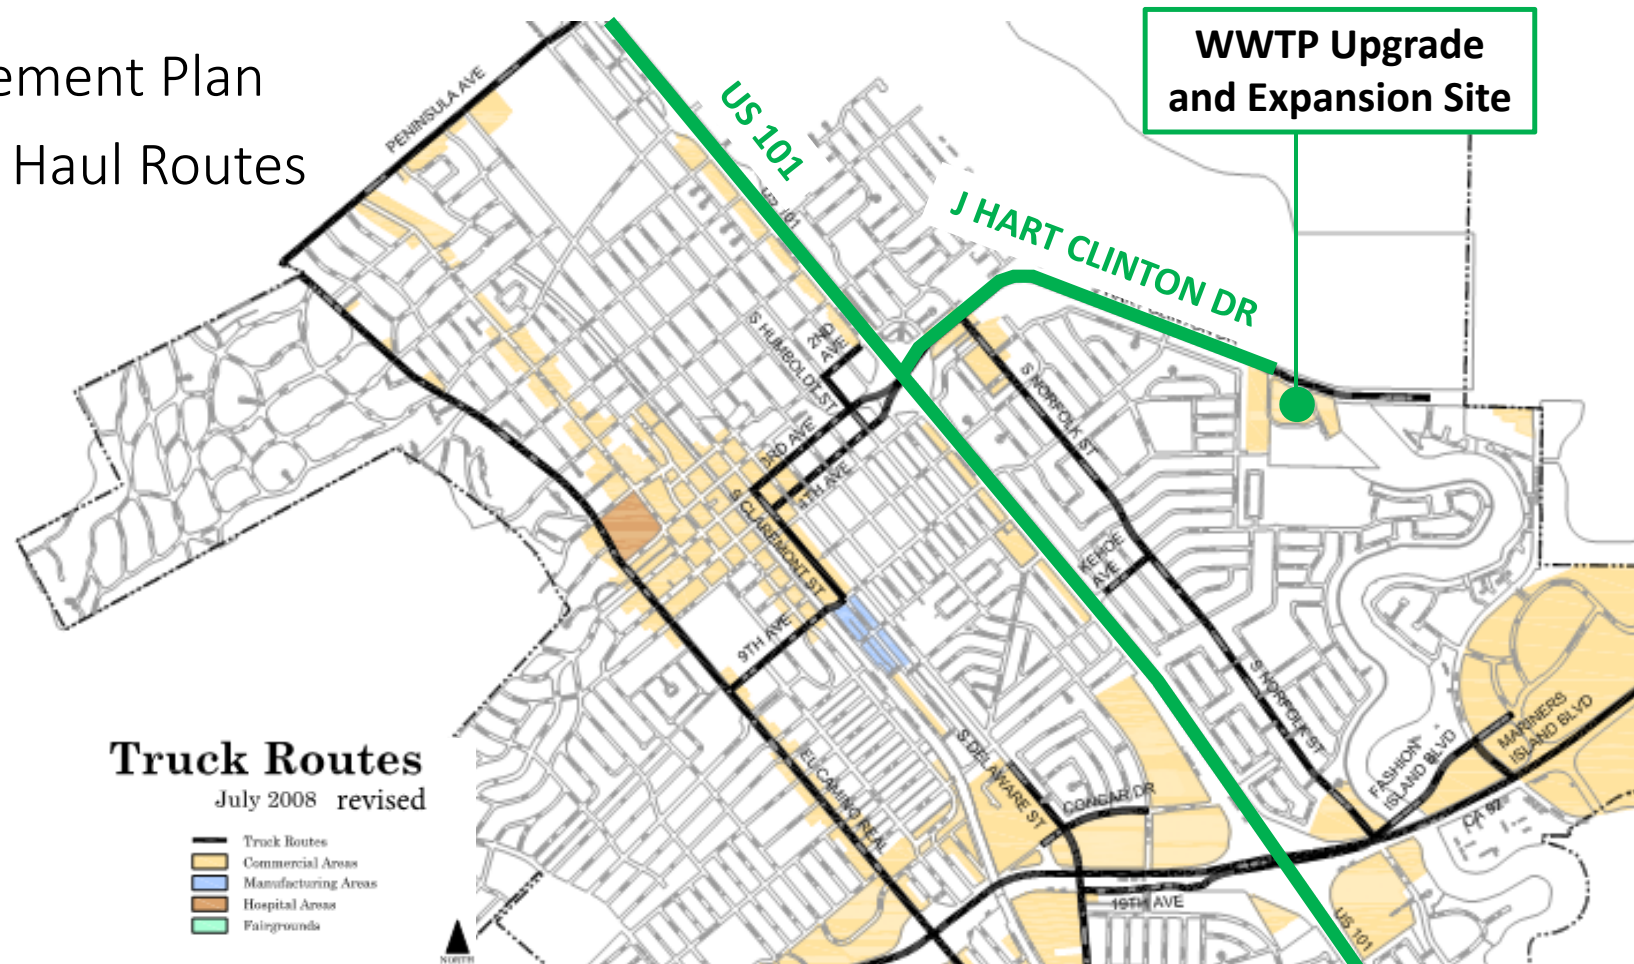 ement Plan
Haul Routes
WWTP Upgrade
and Expansion Site
PENINSULA AVE
US 101
J HART CLINTON DR
2ND
AVE
S HUMBOLDT ST
3RD AVE
4TH AVE
S CLAREMONT ST
9TH AVE
S NORFOLK ST
KEHOE
AVE
S NORFOLK ST
FASHION
ISLAND BLVD
MARINERS
ISLAND BLVD
CA 92
EL CAMINO REAL
S DELAWARE ST
CONCAR DR
19TH AVE
US 101
Truck Routes
July 2008 revised
Truck Routes
Commercial Areas
Manufacturing Areas
Hospital Areas
Fairgrounds
NORTH